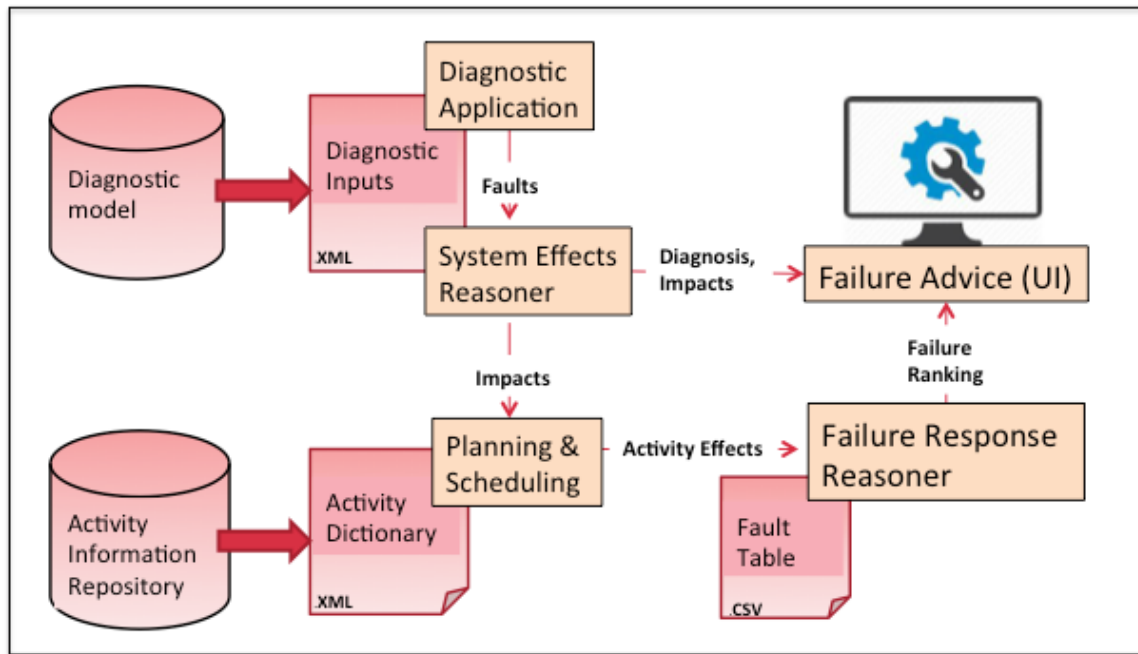 Diagnostic
Application
Diagnostic
model
Diagnostic
Inputs
.XML
Faults
System Effects
Reasoner
Diagnosis,
Impacts
Failure Advice (UI)
Impacts
Failure
Ranking
Planning &
Scheduling
Activity Effects
Failure Response
Reasoner
Activity
Information
Repository
Activity
Dictionary
.XML
Fault
Table
.CSV